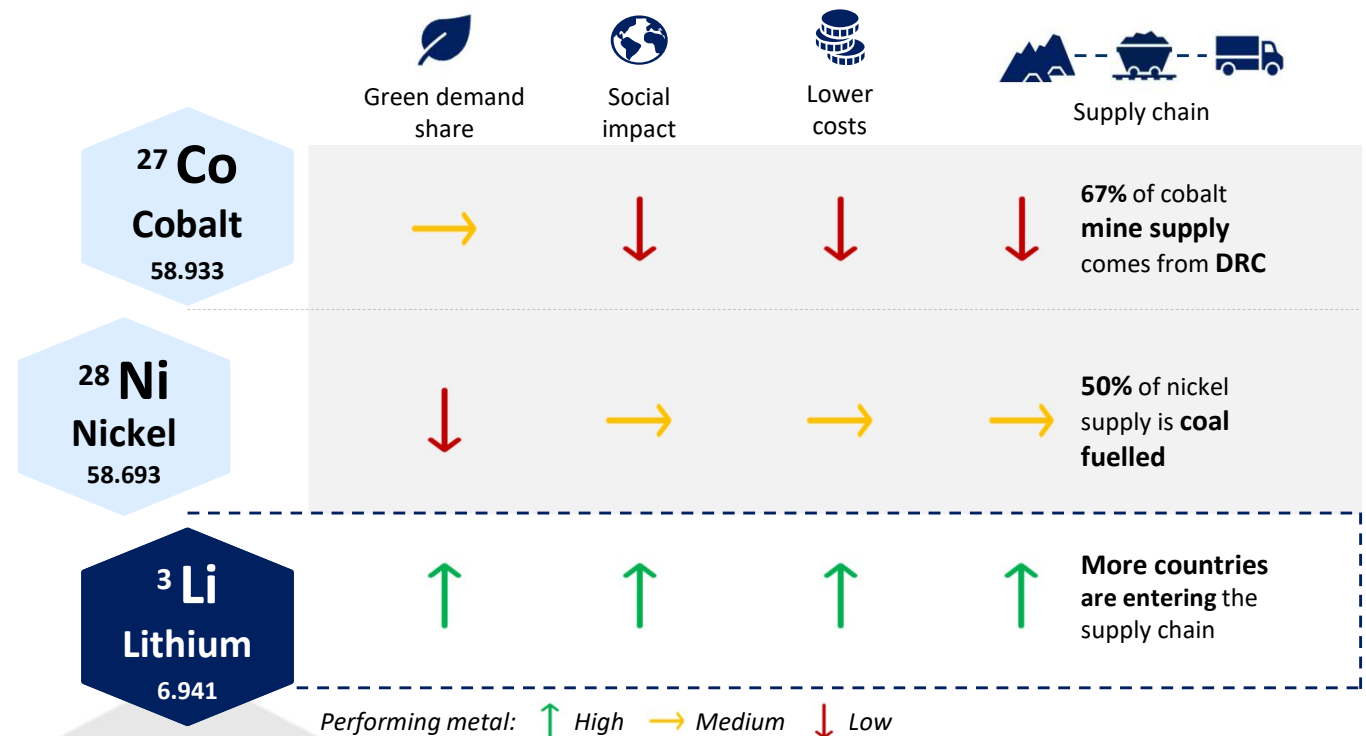 Green demand
share
Social
impact
Lower
costs
Supply chain
27 Co
Cobalt
58.933
67% of cobalt
mine supply
comes from DRC
28 Ni
Nickel
58.693
50% of nickel
supply is coal
fuelled
3 Li
Lithium
6.941
More countries
are entering the
supply chain
Performing metal: High Medium Low